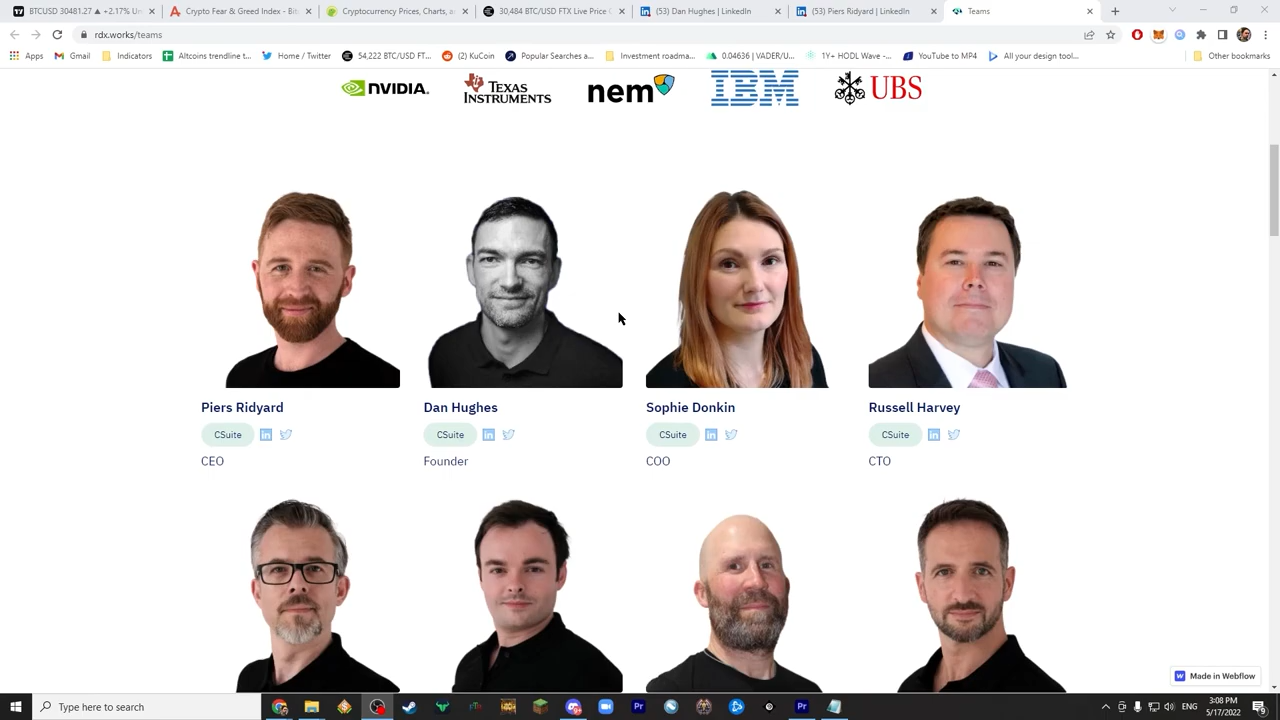 BTCUSD 30481.27 ▲ +2.17% Un
Crypto Fear & Greed Index - Bit
Cryptocurrency Prices, Charts, a
30,484 BTC/USD FTX Live Price
(53) Dan Hughes | LinkedIn
(53) Piers Ridyard | LinkedIn
Teams
rdx.works/teams
Apps
Gmail
Indicators
Altcoins trendline t...
Home / Twitter
54,222 BTC/USD FT...
(2) KuCoin
Popular Searches a...
Investment roadma...
0.04636 | VADER/U...
1Y+ HODL Wave -...
YouTube to MP4
All your design tool...
Other bookmarks
NVIDIA.
TEXAS INSTRUMENTS
nem
IBM
UBS
Piers Ridyard
Dan Hughes
Sophie Donkin
Russell Harvey
CSuite
CSuite
CSuite
CSuite
CEO
Founder
COO
CTO
Made in Webflow
Type here to search
ENG
3:08 PM
5/17/2022